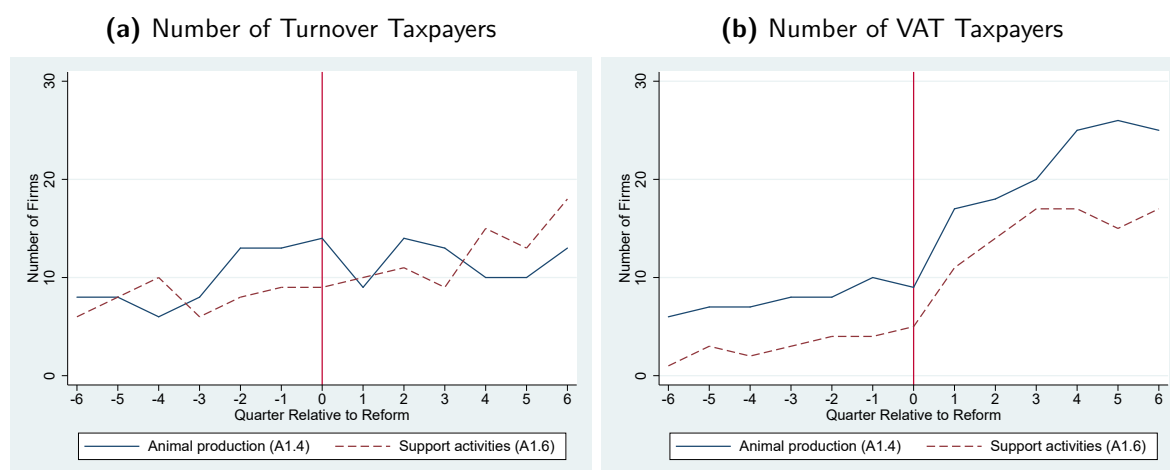 (a) Number of Turnover Taxpayers
30
20
10
0
Number of Firms
-6 -5 -4 -3 -2 -1 0 1 2 3 4 5 6
Quarter Relative to Reform
Animal production (A1.4) Support activities (A1.6)
(b) Number of VAT Taxpayers
30
20
10
0
Number of Firms
-6 -5 -4 -3 -2 -1 0 1 2 3 4 5 6
Quarter Relative to Reform
Animal production (A1.4) Support activities (A1.6)